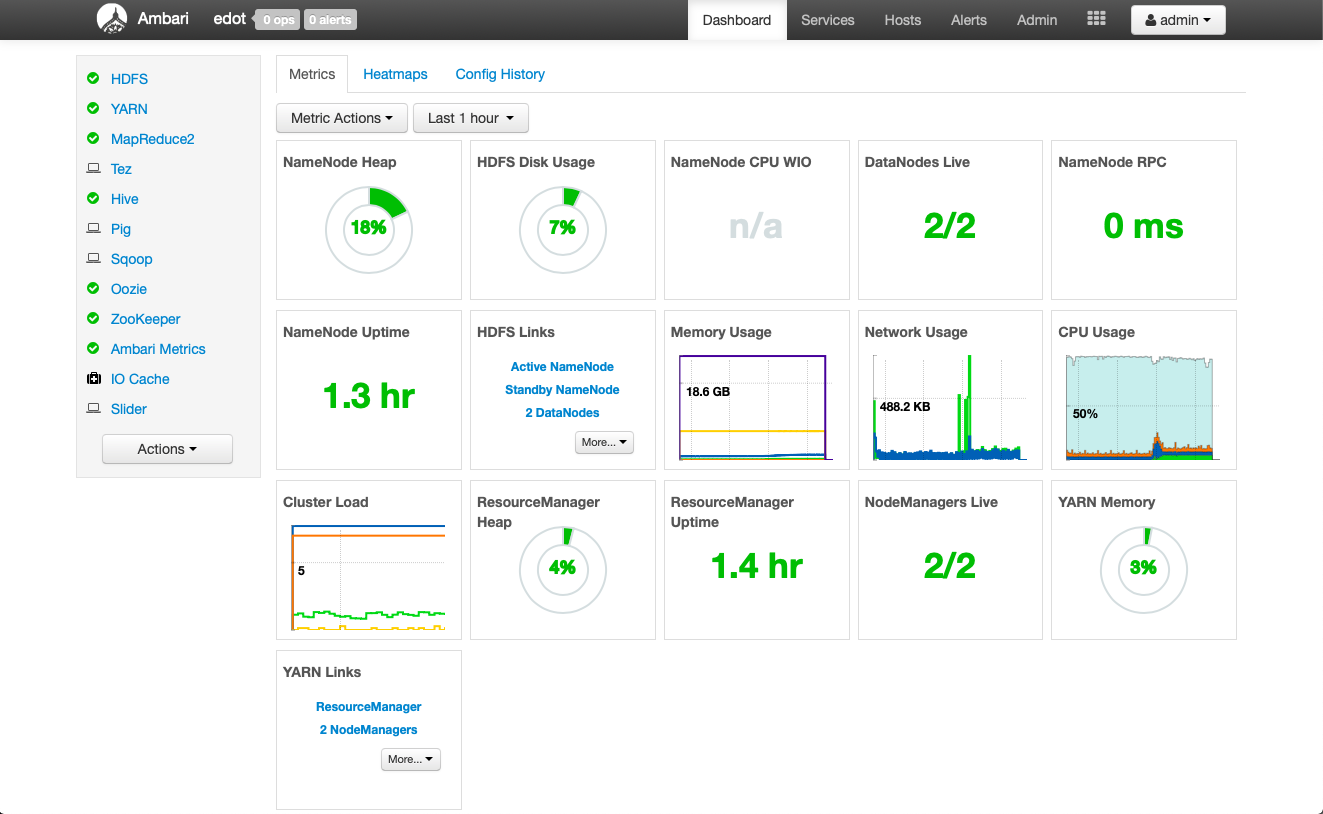 Ambari edot 0 ops 0 alerts Dashboard Services Hosts Alerts Admin admin
HDFS
YARN
MapReduce2
Tez
Hive
Pig
Sqoop
Oozie
ZooKeeper
Ambari Metrics
IO Cache
Slider
Actions
Metrics Heatmaps Config History
Metric Actions Last 1 hour
NameNode Heap
18%
HDFS Disk Usage
7%
NameNode CPU WIO
n/a
DataNodes Live
2/2
NameNode RPC
0 ms
NameNode Uptime
1.3 hr
HDFS Links
Active NameNode
Standby NameNode
2 DataNodes
More...
Memory Usage
18.6 GB
Network Usage
488.2 KB
CPU Usage
50%
Cluster Load
5
ResourceManager
Heap
4%
ResourceManager
Uptime
1.4 hr
NodeManagers Live
2/2
YARN Memory
3%
YARN Links
ResourceManager
2 NodeManagers
More...